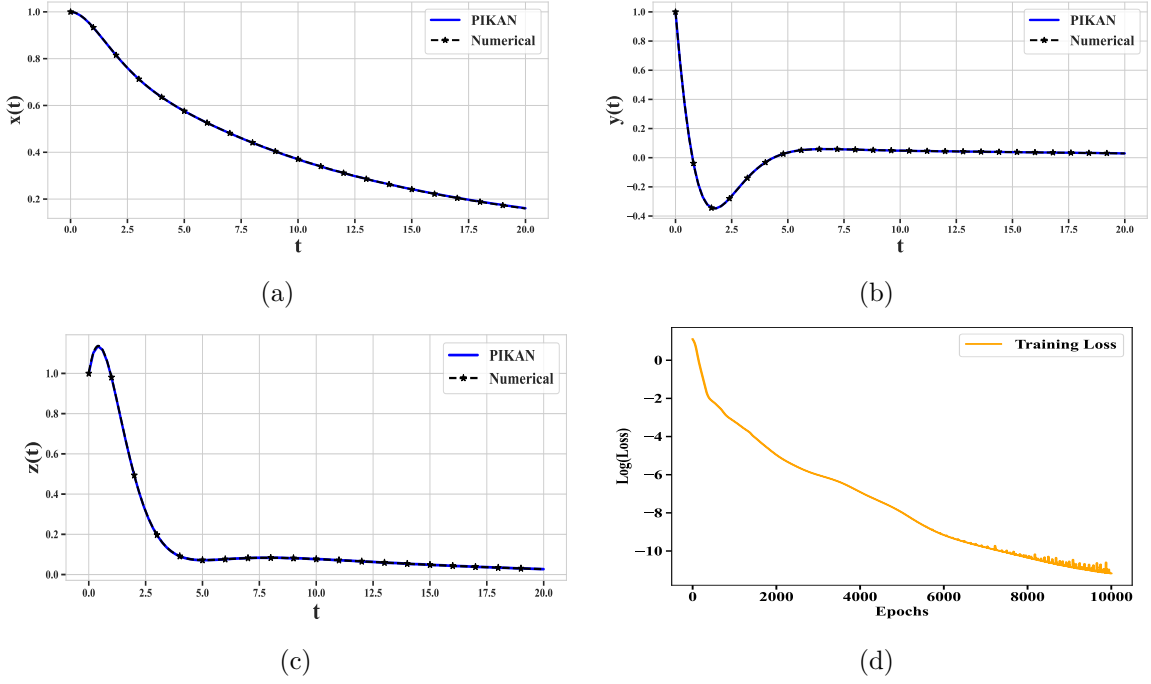 1.0
0.8
0.6
0.4
0.2
x(t)
PIKAN
Numerical
0.0 2.5 5.0 7.5 10.0 12.5 15.0 17.5 20.0
t
(a)
1.0
0.8
0.6
0.4
0.2
0.0
−0.2
−0.4
y(t)
PIKAN
Numerical
0.0 2.5 5.0 7.5 10.0 12.5 15.0 17.5 20.0
t
(b)
1.0
0.8
0.6
0.4
0.2
0.0
z(t)
PIKAN
Numerical
0.0 2.5 5.0 7.5 10.0 12.5 15.0 17.5 20.0
t
(c)
0
−2
−4
−6
−8
−10
Log(Loss)
Training Loss
0 2000 4000 6000 8000 10000
Epochs
(d)